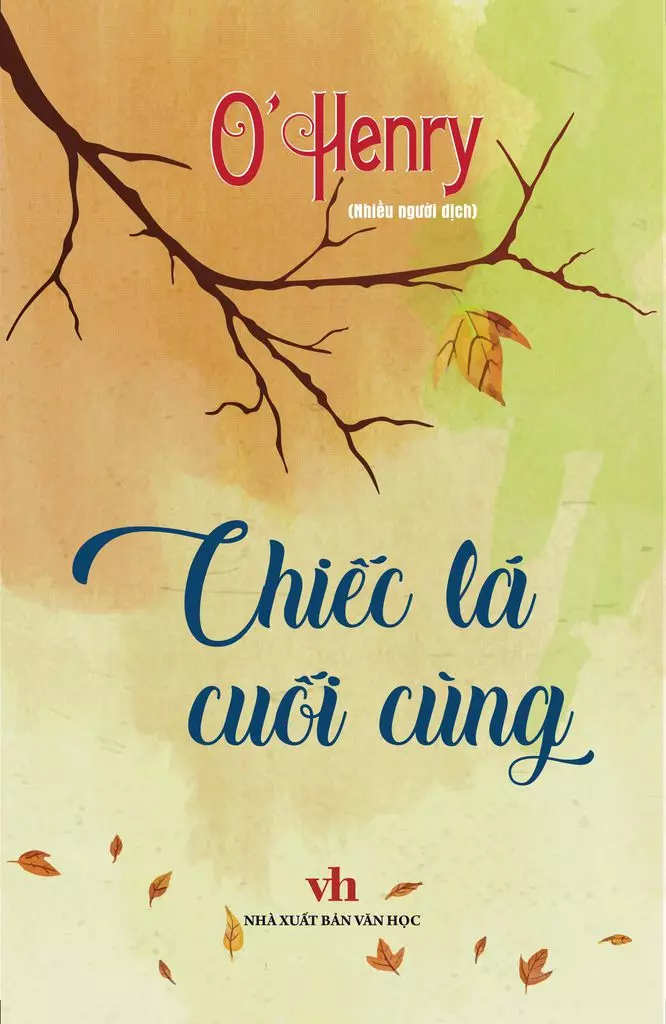 O'Henry
(Nhiều người dịch)
Chiếc lá
cuối cùng
vh
NHÀ XUẤT BẢN VĂN HỌC